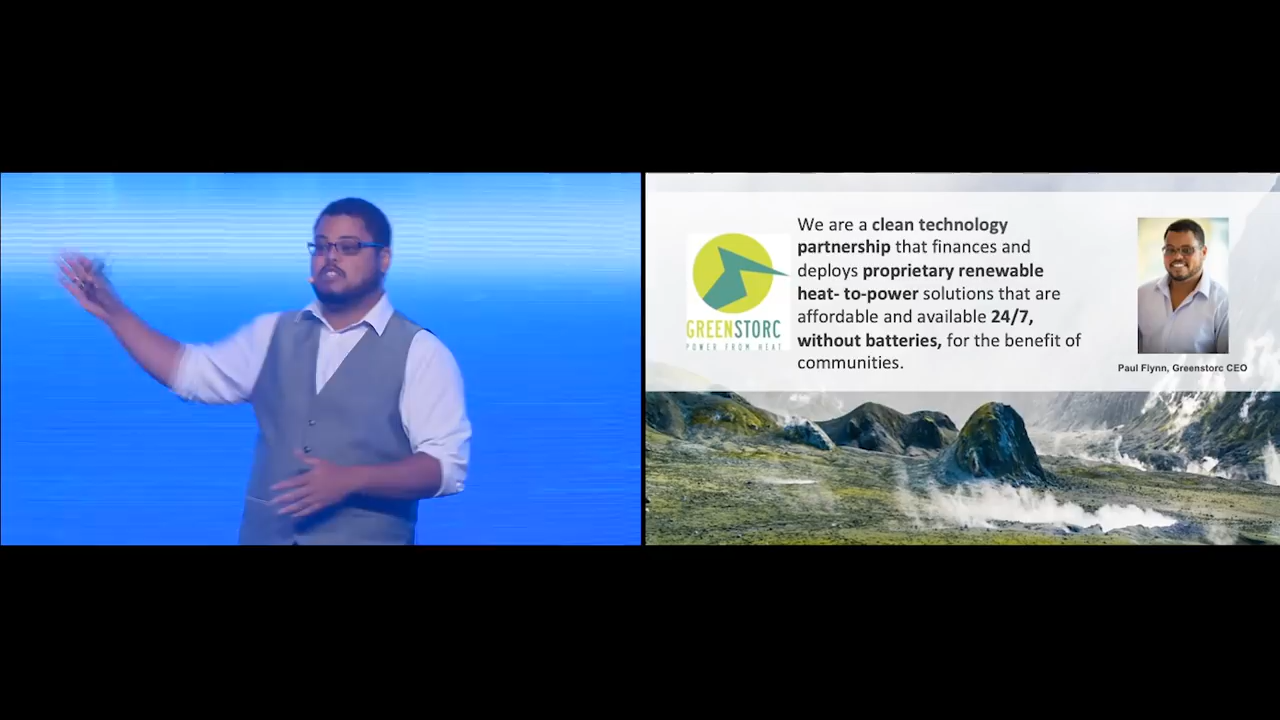 We are a clean technology
partnership that finances and
deploys proprietary renewable
heat- to-power solutions that are
affordable and available 24/7,
without batteries, for the benefit of
communities.
GREENSTORC
POWER FROM HEAT
Paul Flynn, Greenstorc CEO